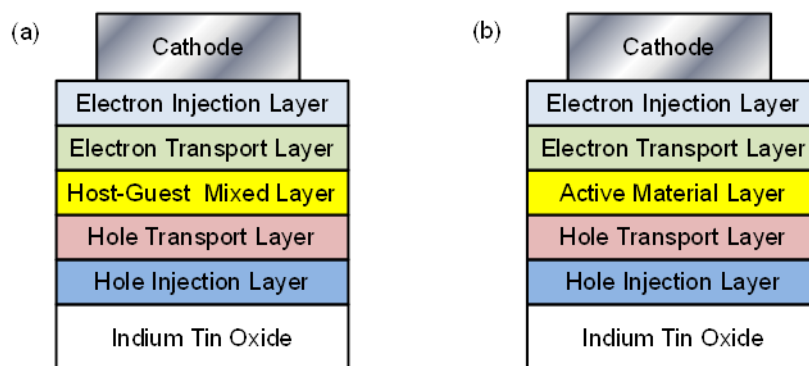 (a)
Cathode
Electron Injection Layer
Electron Transport Layer
Host-Guest Mixed Layer
Hole Transport Layer
Hole Injection Layer
Indium Tin Oxide
(b)
Cathode
Electron Injection Layer
Electron Transport Layer
Active Material Layer
Hole Transport Layer
Hole Injection Layer
Indium Tin Oxide